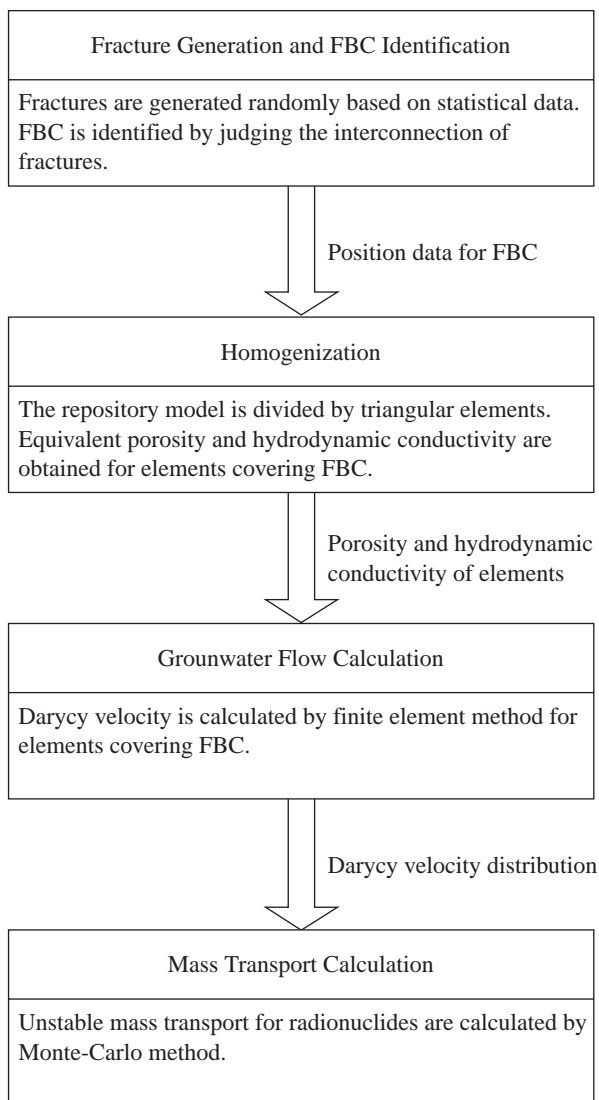 Fracture Generation and FBC Identification
Fractures are generated randomly based on statistical data.
FBC is identified by judging the interconnection of
fractures.
Position data for FBC
Homogenization
The repository model is divided by triangular elements.
Equivalent porosity and hydrodynamic conductivity are
obtained for elements covering FBC.
Porosity and hydrodynamic
conductivity of elements
Grounwater Flow Calculation
Darycy velocity is calculated by finite element method for
elements covering FBC.
Darycy velocity distribution
Mass Transport Calculation
Unstable mass transport for radionuclides are calculated by
Monte-Carlo method.